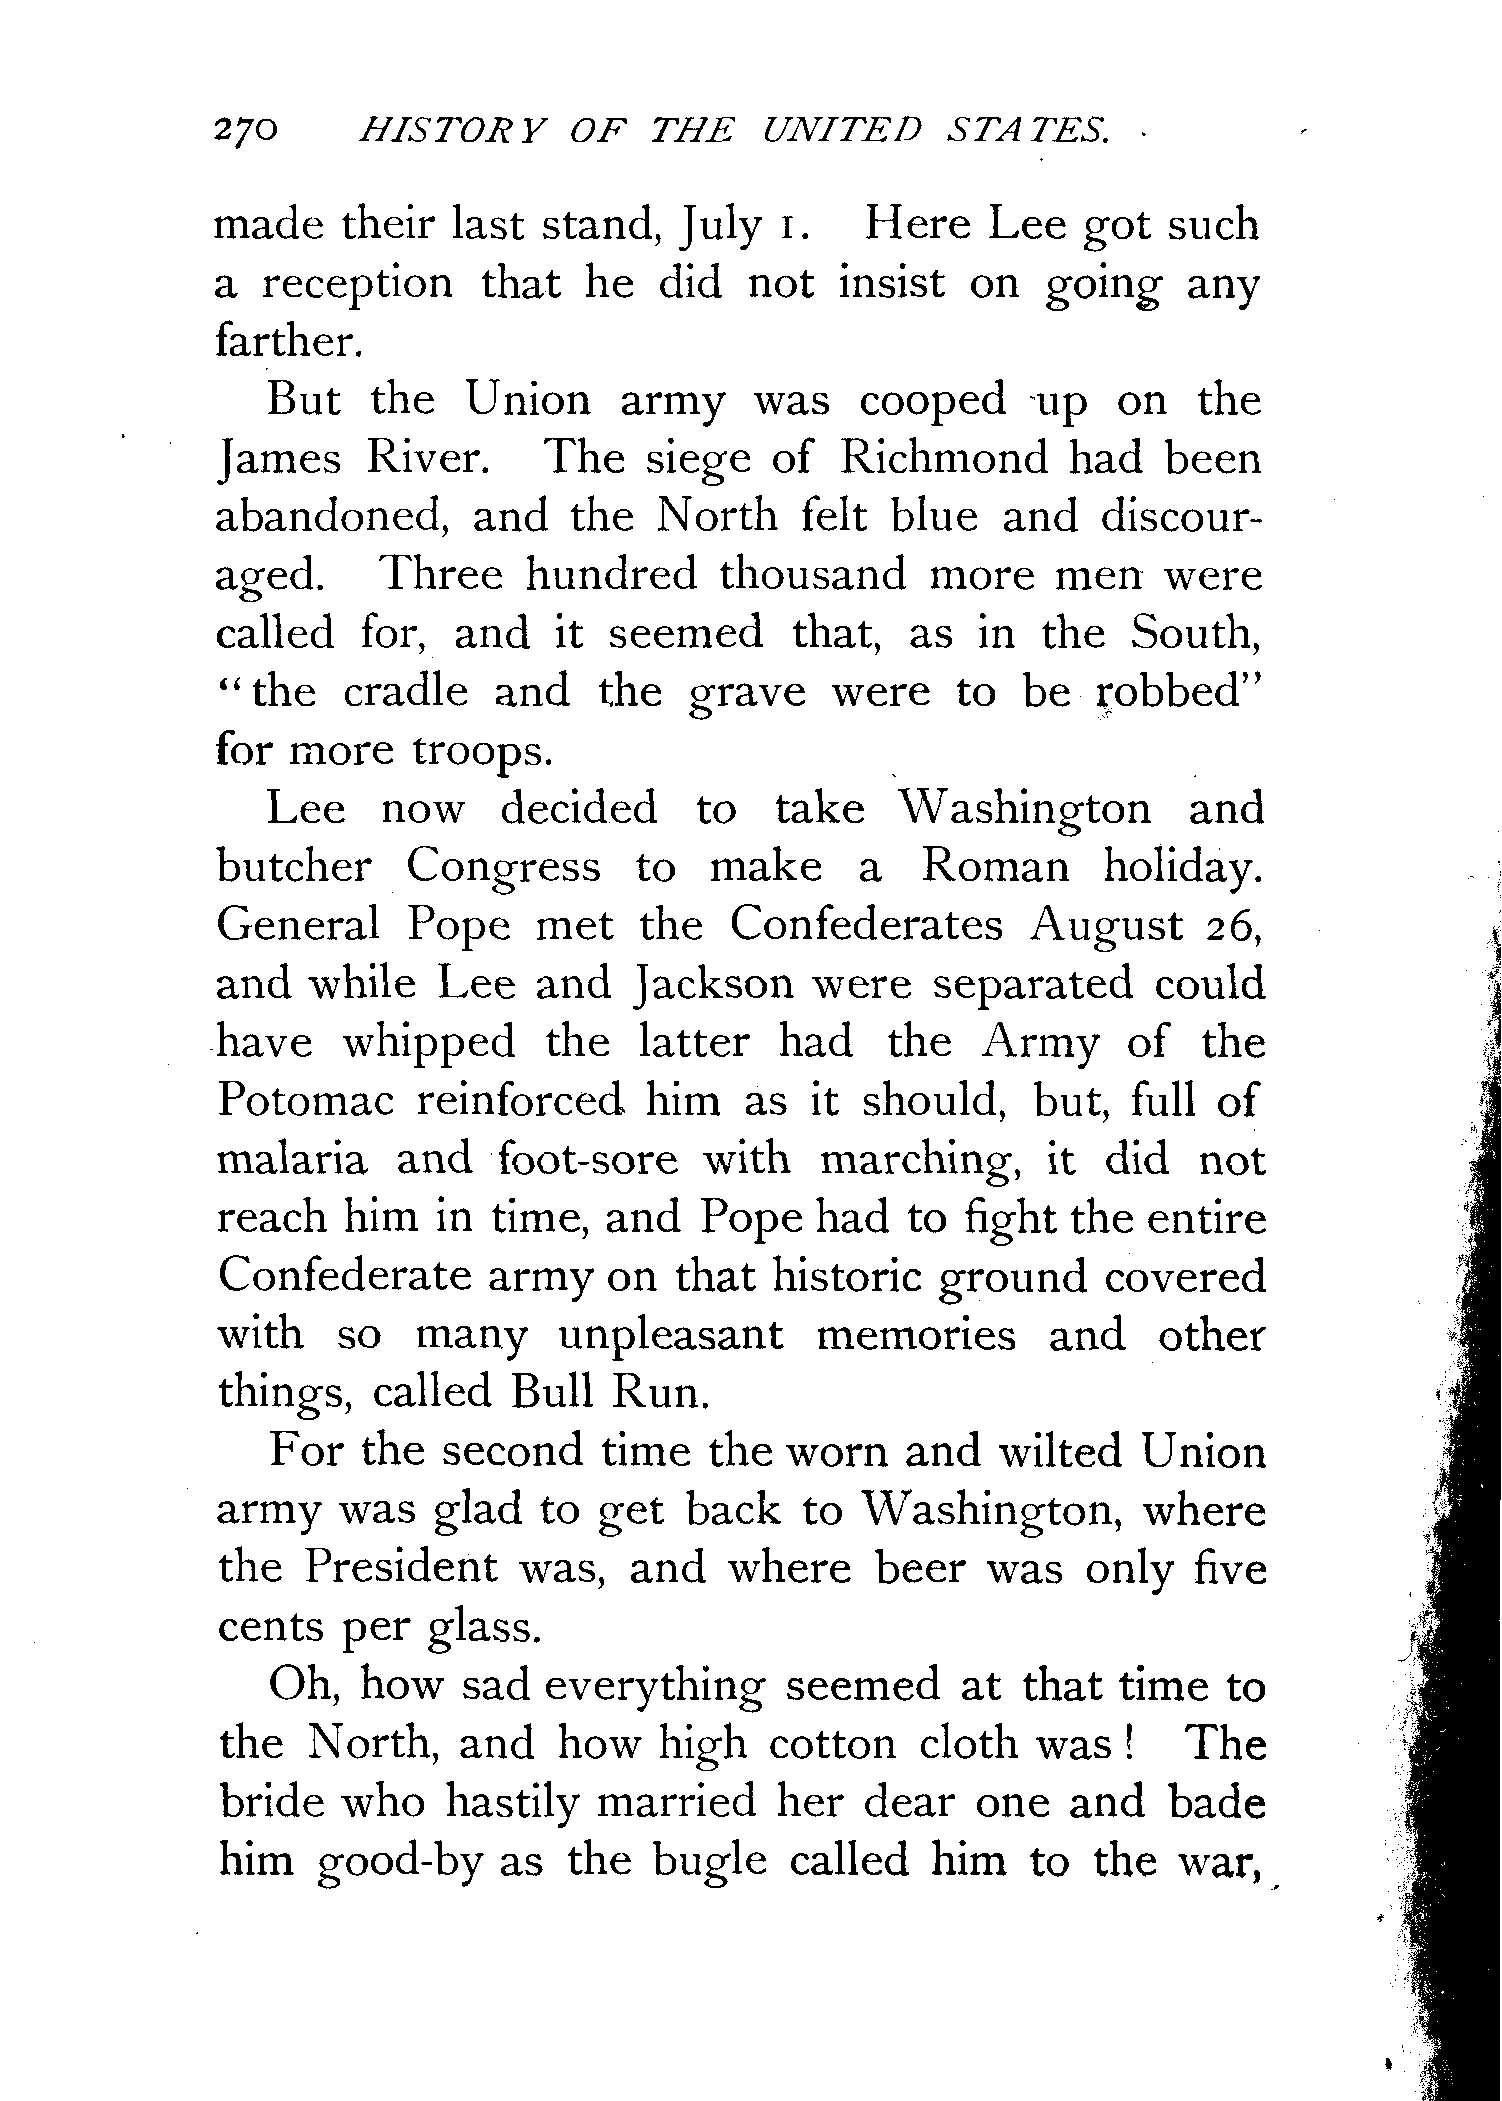 270 HISTORY OF THE UNITED STATES.
made their last stand, July 1. Here Lee got such
a reception that he did not insist on going any
farther.
But the Union army was cooped up on the
James River. The siege of Richmond had been
abandoned, and the North felt blue and discour-
aged. Three hundred thousand more men were
called for, and it seemed that, as in the South,
“the cradle and the grave were to be robbed”
for more troops.
Lee now decided to take Washington and
butcher Congress to make a Roman holiday.
General Pope met the Confederates August 26,
and while Lee and Jackson were separated could
have whipped the latter had the Army of the
Potomac reinforced him as it should, but, full of
malaria and foot-sore with marching, it did not
reach him in time, and Pope had to fight the entire
Confederate army on that historic ground covered
with so many unpleasant memories and other
things, called Bull Run.
For the second time the worn and wilted Union
army was glad to get back to Washington, where
the President was, and where beer was only five
cents per glass.
Oh, how sad everything seemed at that time to
the North, and how high cotton cloth was! The
bride who hastily married her dear one and bade
him good-by as the bugle called him to the war,